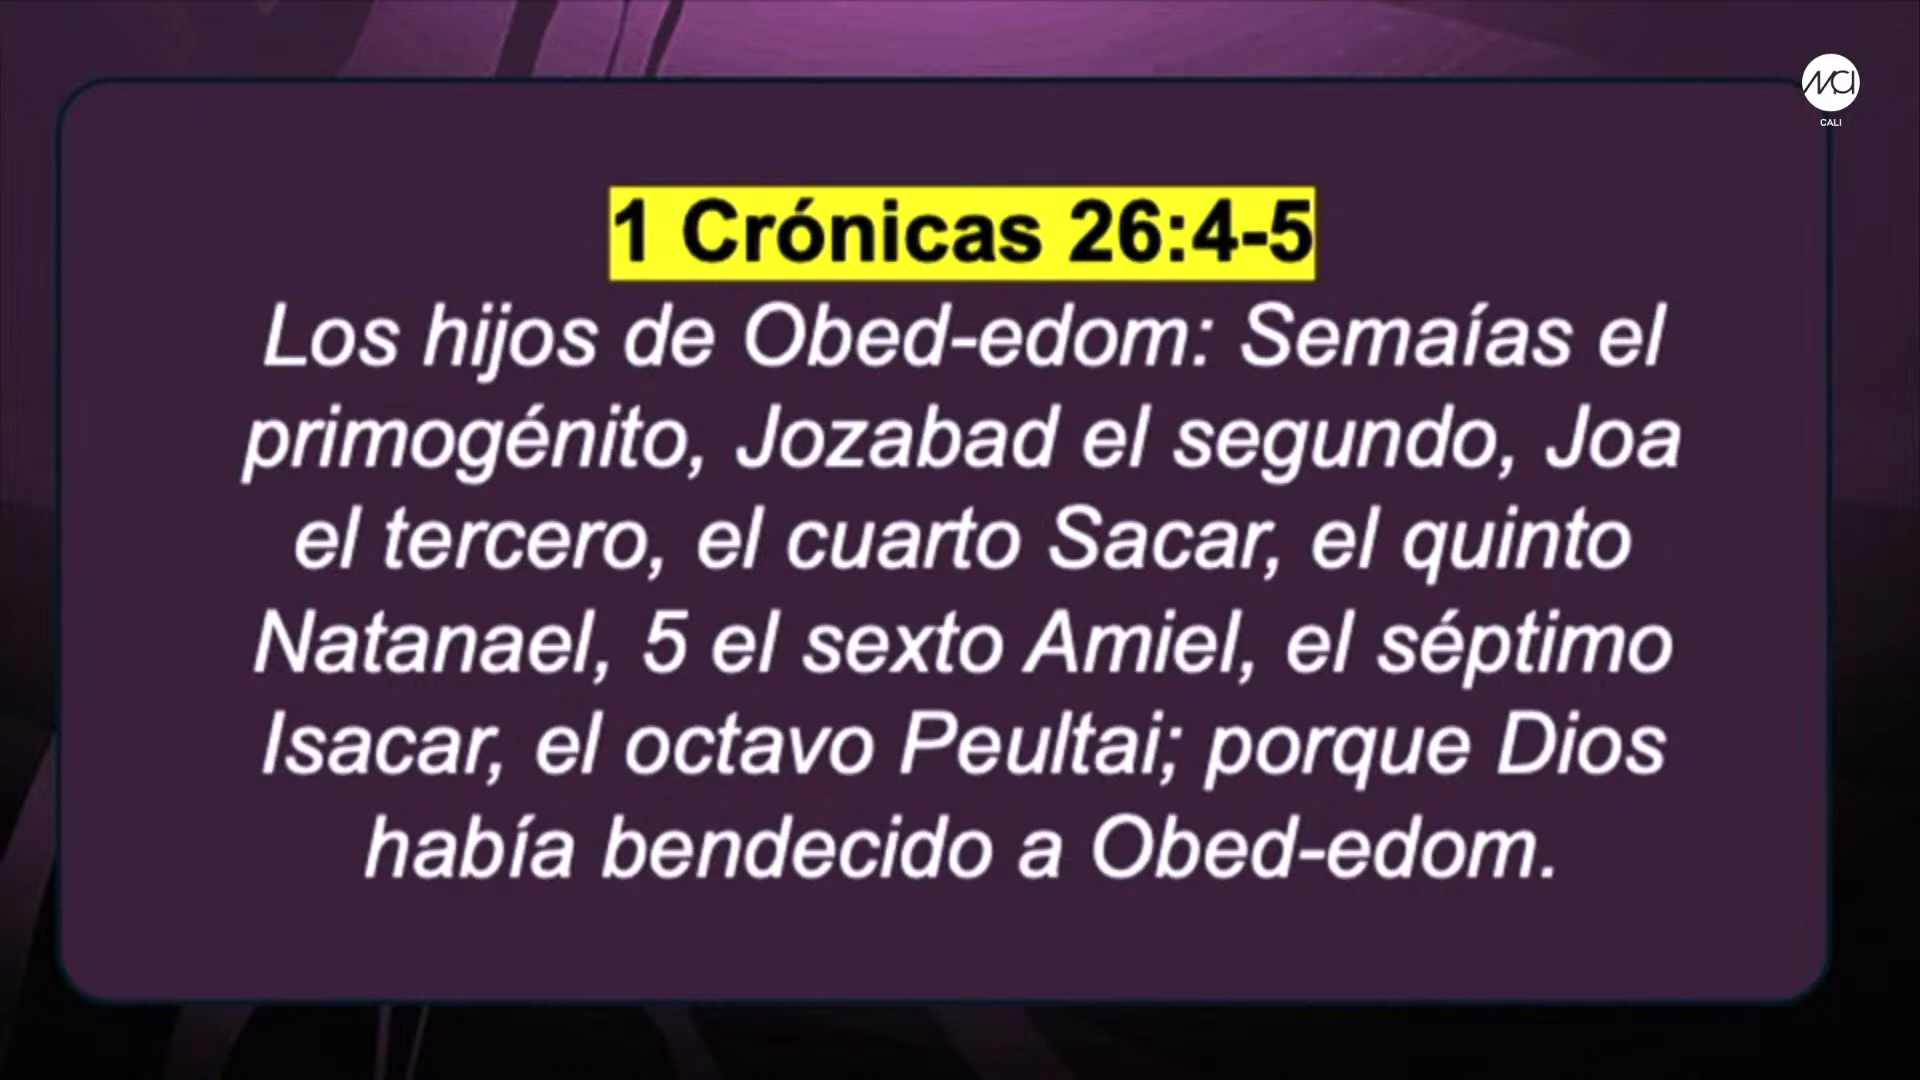 MCI
CALI
1 Crónicas 26:4-5
Los hijos de Obed-edom: Semaías el
primogénito, Jozabad el segundo, Joa
el tercero, el cuarto Sacar, el quinto
Natanael, 5 el sexto Amiel, el séptimo
Isacar, el octavo Peultai; porque Dios
había bendecido a Obed-edom.